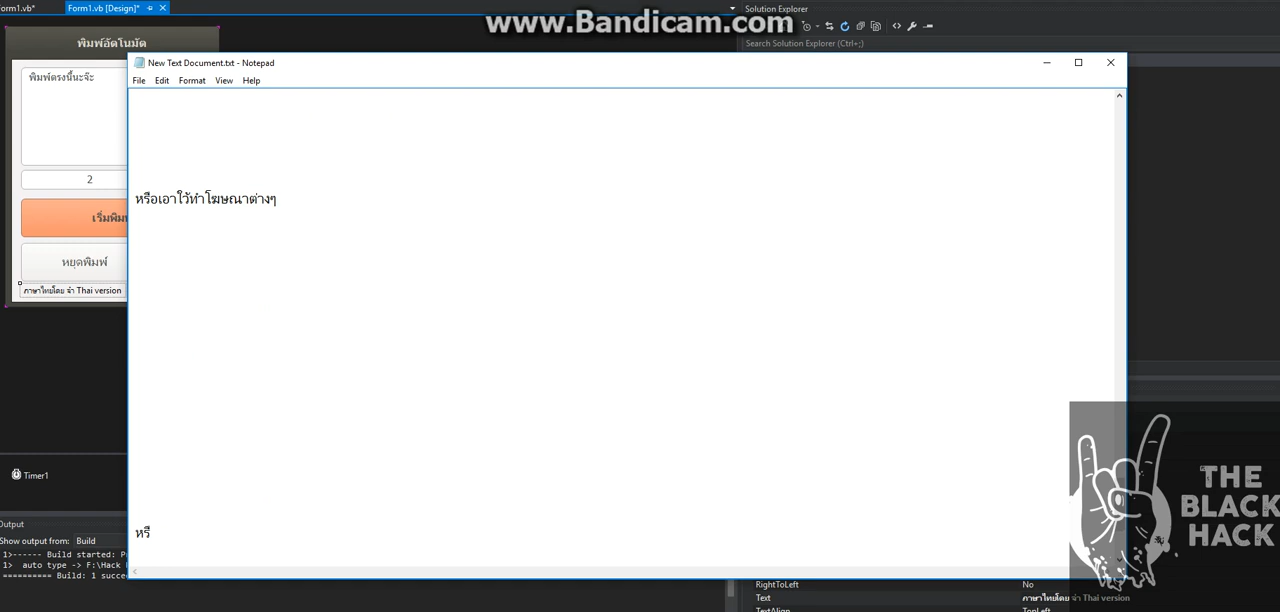 www.Bandicam.com
Form1.vb*
Form1.vb [Design]*
Solution Explorer
Search Solution Explorer (Ctrl+;)
พิมพ์อัตโนมัต
พิมพ์ตรงนี้นะจ๊ะ
2
หยุดพิมพ์
ภาษาไทยโดย จ๋า Thai version
New Text Document.txt - Notepad
File Edit Format View Help
หรือเอาใว้ทำโฆษณาต่างๆ
หรื
Timer1
Output
Show output from: Build
1>------ Build started:
1> auto type -> F:\Hack
========== Build: 1
THE
BLACK
HACK
RightToLeft No
Text ภาษาไทยโดย จ๋า Thai version
TextAlign TopLeft